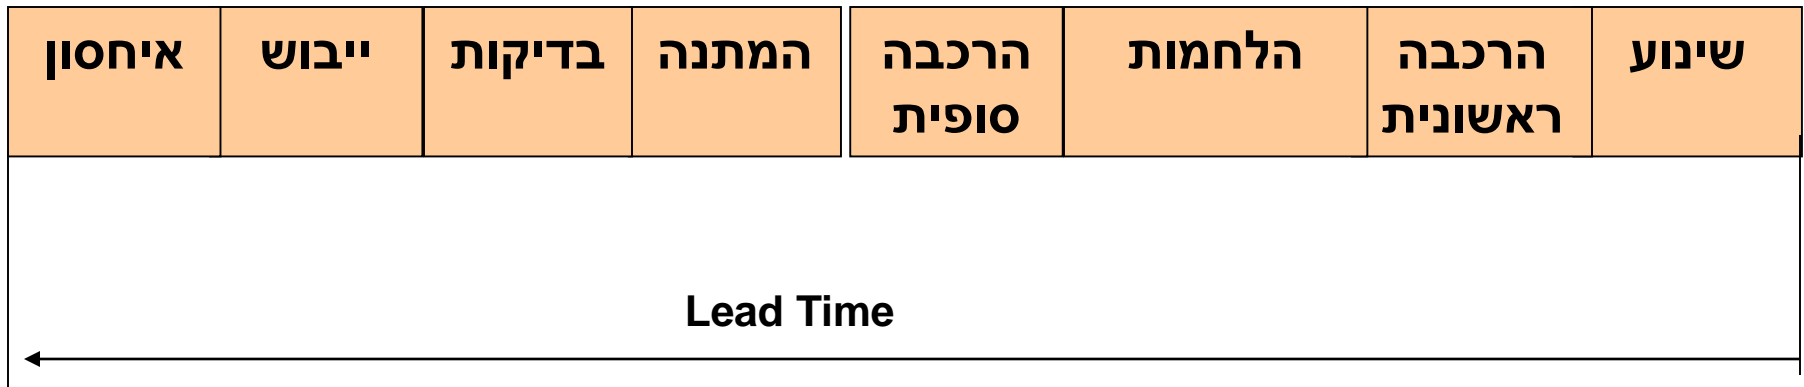 שינוע
הרכבה
ראשונית
הלחמות
הרכבה
סופית
המתנה
בדיקות
ייבוש
איחסון
Lead Time